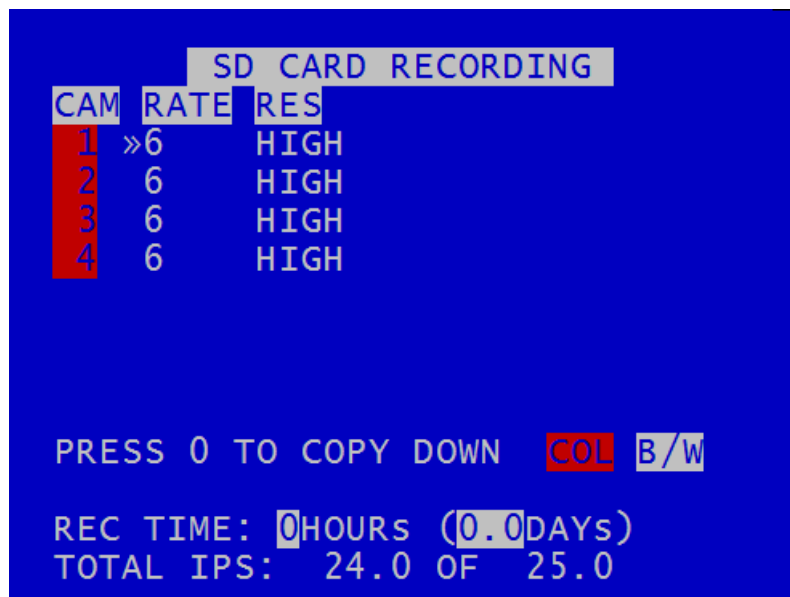 SD CARD RECORDING
CAM RATE RES
1 »6 HIGH
2 6 HIGH
3 6 HIGH
4 6 HIGH
PRESS 0 TO COPY DOWN COL B/W
REC TIME: 0HOURs (0.0DAYs)
TOTAL IPS: 24.0 OF 25.0